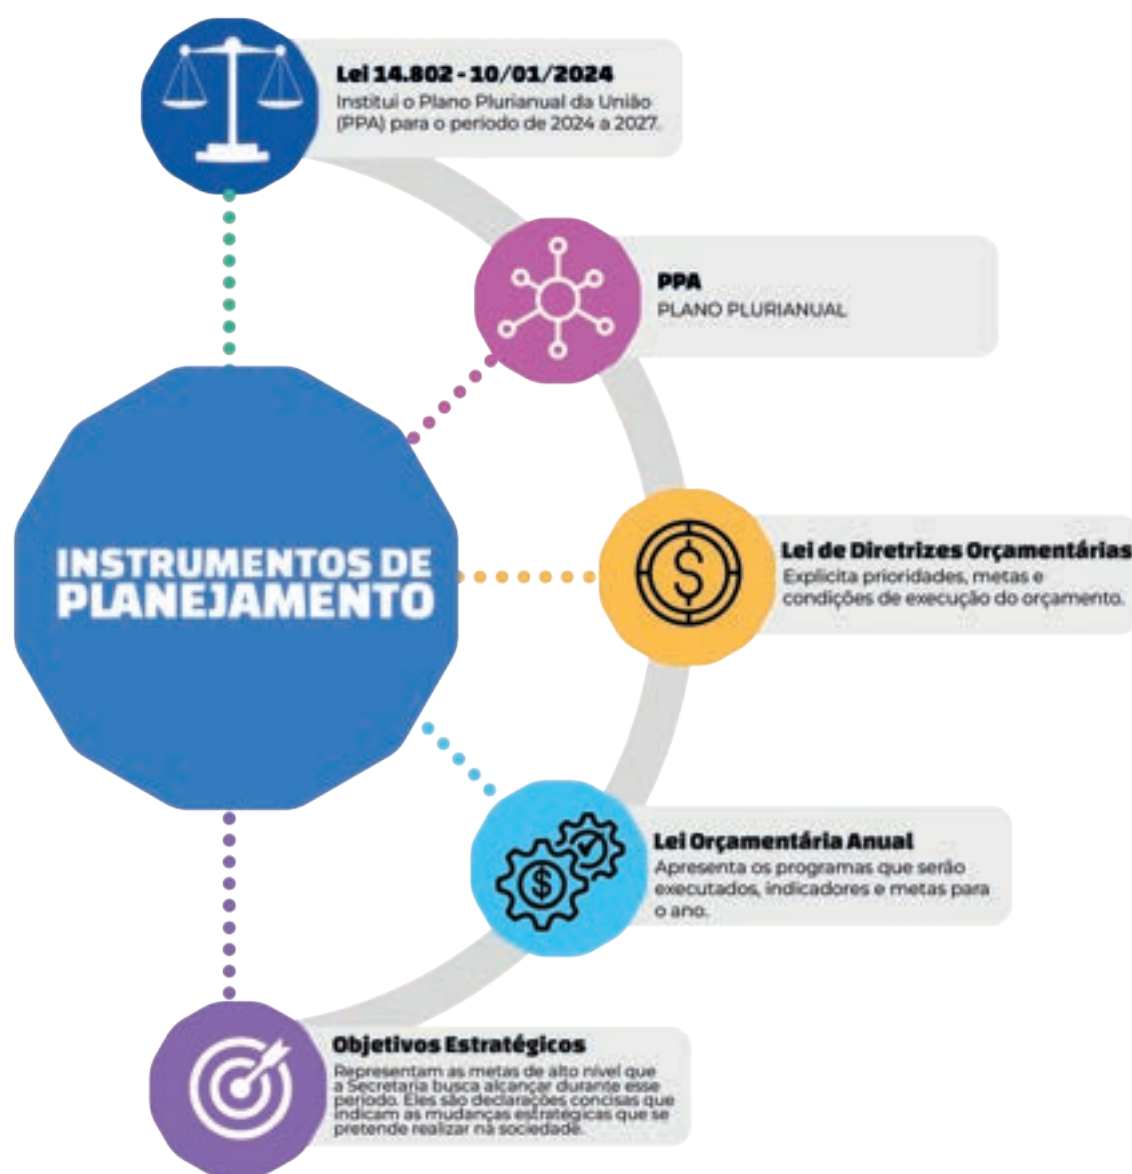 Lei 14.802 - 10/01/2024
Institui o Plano Plurianual da União
(PPA) para o período de 2024 a 2027.
PPA
PLANO PLURIANUAL
INSTRUMENTOS DE
PLANEJAMENTO
Lei de Diretrizes Orçamentárias
Explicita prioridades, metas e
condições de execução do orçamento.
Lei Orçamentária Anual
Apresenta os programas que serão
executados, indicadores e metas para
o ano.
Objetivos Estratégicos
Representam as metas de alto nível que
a Secretaria busca alcançar durante esse
período. Eles são declarações concisas que
indicam as mudanças estratégicas que se
pretende realizar na sociedade.